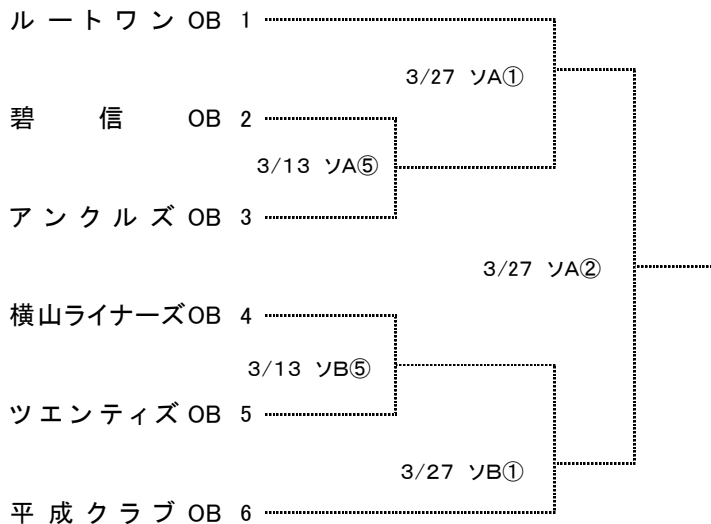 ルートワン OB 1
3/27 ソA①
碧信 OB 2
3/13 ソA⑤
アンクルズ OB 3
3/27 ソA②
横山ライナーズOB 4
3/13 ソB⑤
ツエンティズ OB 5
3/27 ソB①
平成クラブ OB 6